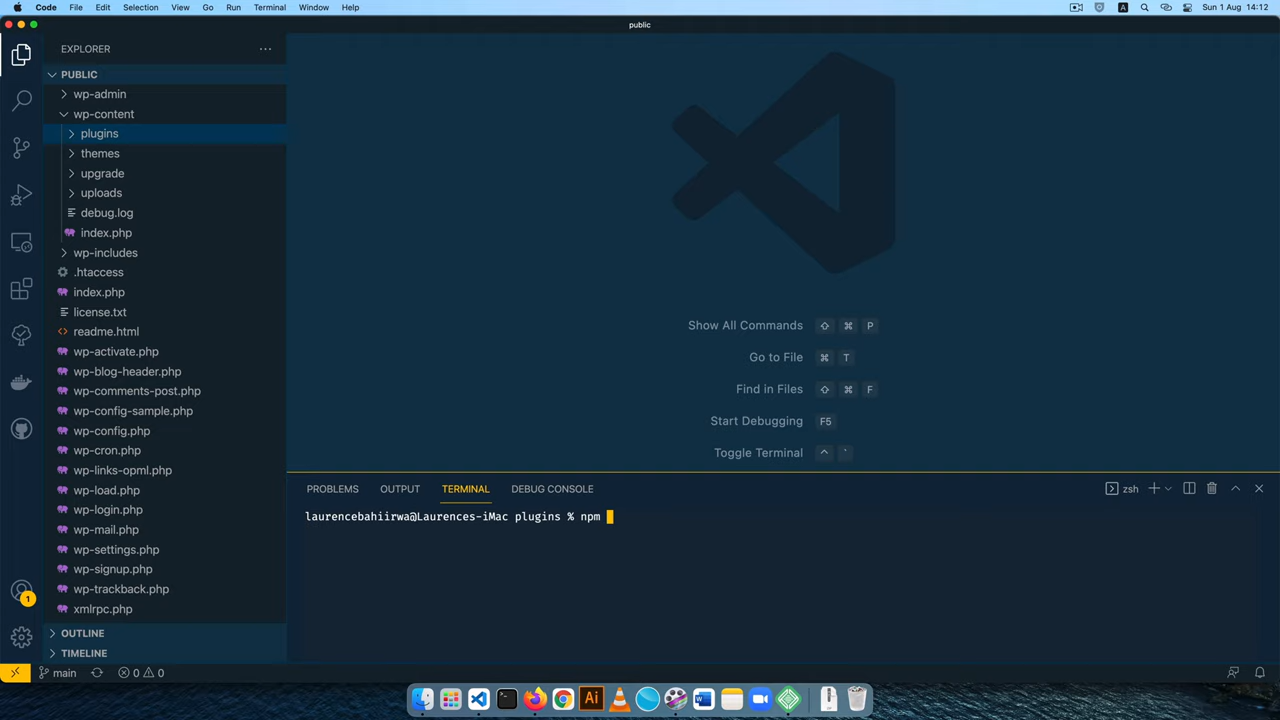 Code File Edit Selection View Go Run Terminal Window Help
A Sun 1 Aug 14:12
public
EXPLORER
PUBLIC
wp-admin
wp-content
plugins
themes
upgrade
uploads
debug.log
index.php
wp-includes
.htaccess
index.php
license.txt
readme.html
wp-activate.php
wp-blog-header.php
wp-comments-post.php
wp-config-sample.php
wp-config.php
wp-cron.php
wp-links-opml.php
wp-load.php
wp-login.php
wp-mail.php
wp-settings.php
wp-signup.php
wp-trackback.php
xmlrpc.php
OUTLINE
TIMELINE
1
Show All Commands ⇧ ⌘ P
Go to File ⌘ T
Find in Files ⇧ ⌘ F
Start Debugging F5
Toggle Terminal ^ `
PROBLEMS OUTPUT TERMINAL DEBUG CONSOLE
zsh
laurencebahiirwa@Laurences-iMac plugins % npm
main 0 0
Ai W